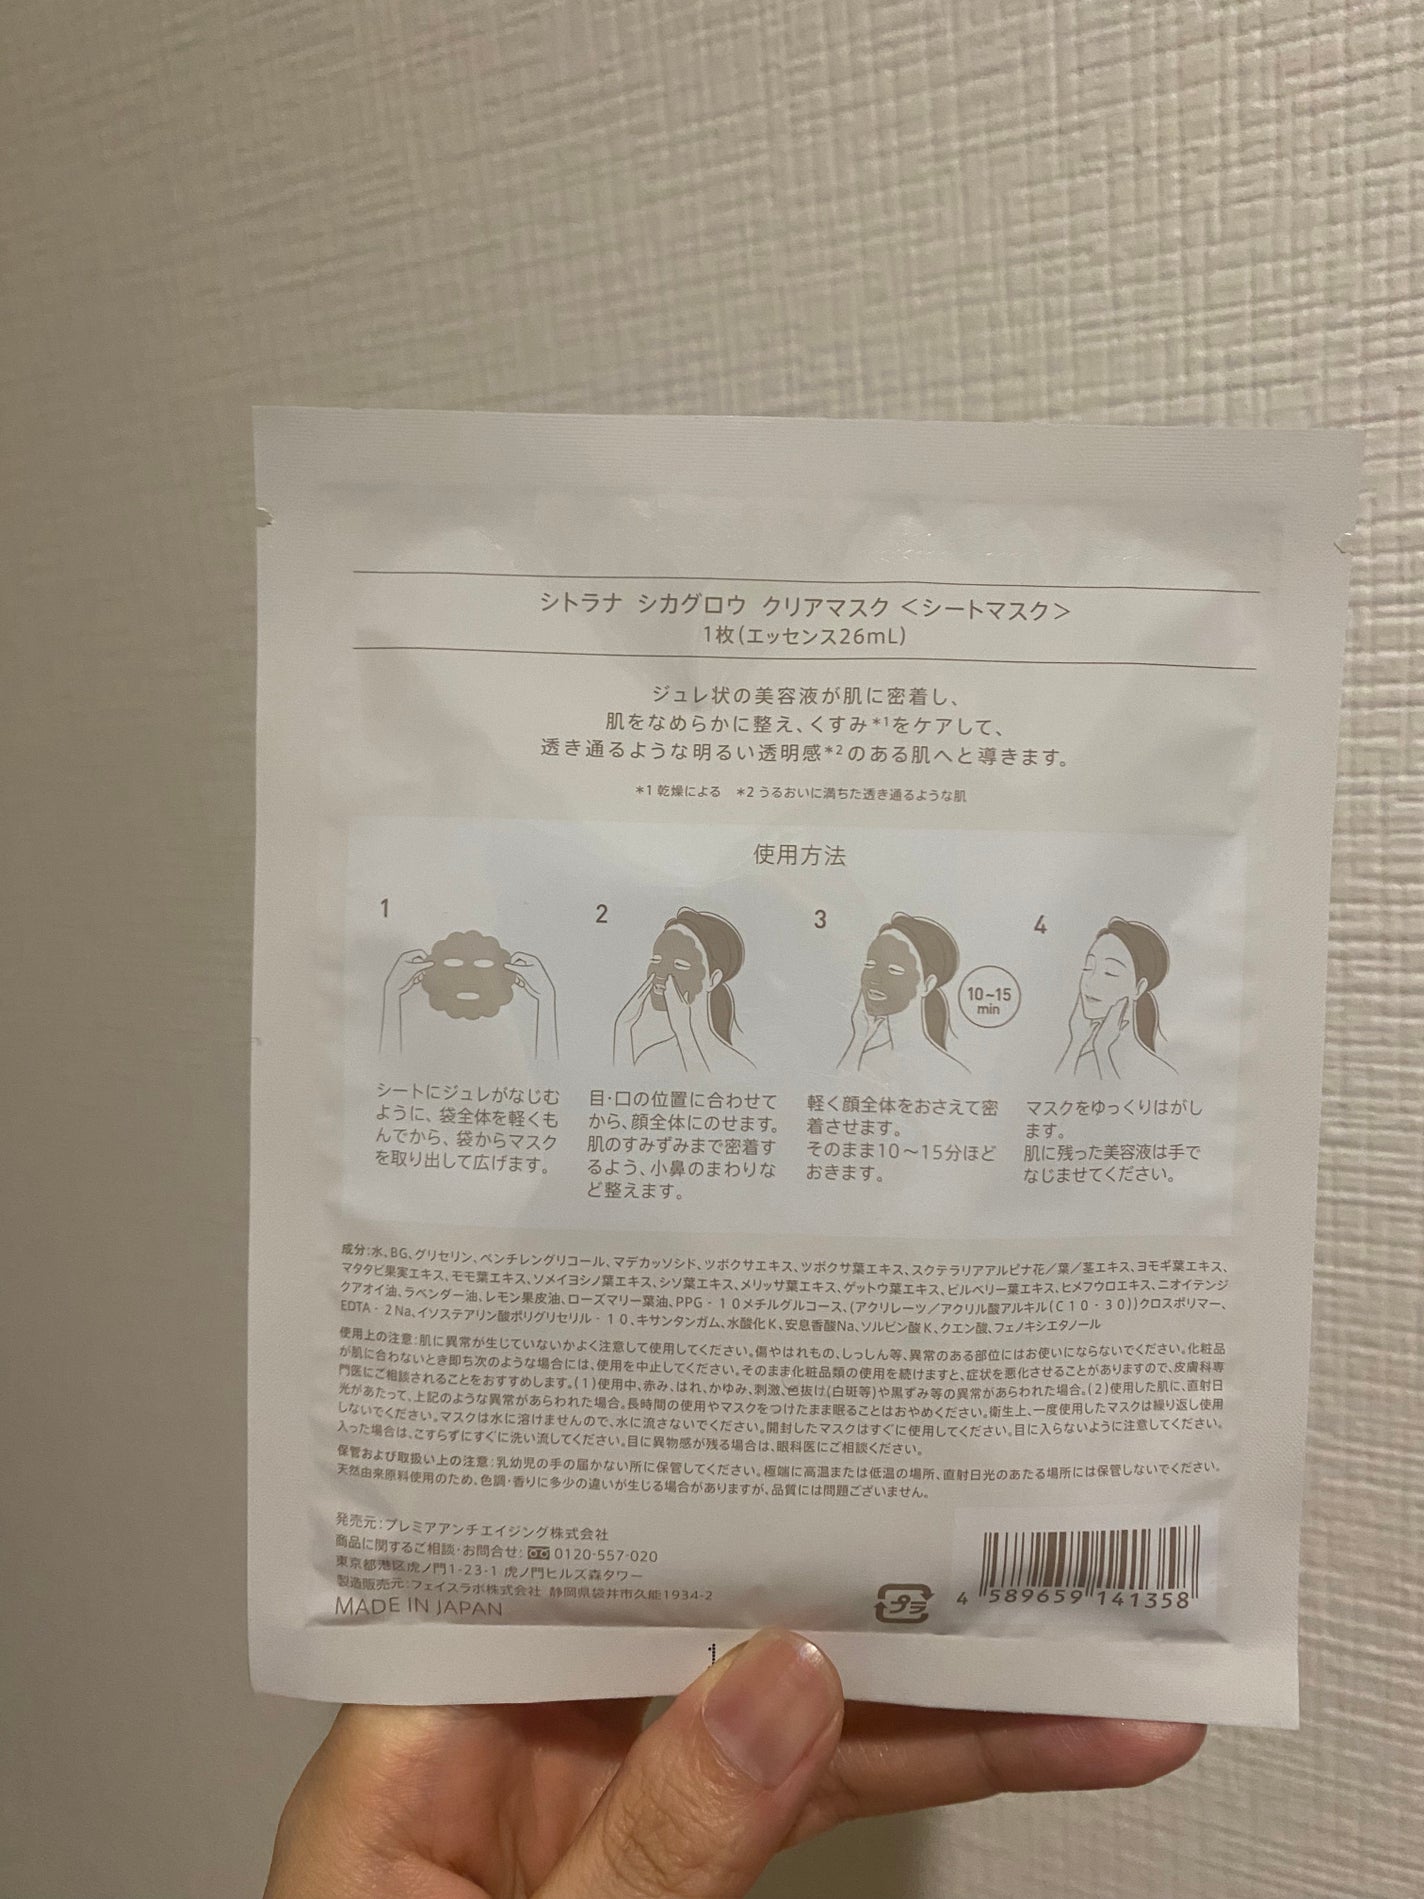 シトラナ シカグロウ クリアマスク＜シートマスク＞
1枚(エッセンス26mL)
ジュレ状の美容液が肌に密着し、
肌をなめらかに整え、くすみ*1をケアして、
透き通るような明るい透明感*2のある肌へと導きます。
*1 乾燥による *2 うるおいに満ちた透き通るような肌
使用方法
1
シートにジュレがなじむ
ように、袋全体を軽くも
んでから、袋からマスク
を取り出して広げます。
2
目・口の位置に合わせて
から、顔全体にのせます。
肌のすみずみまで密着す
るよう、小鼻のまわりな
ど整えます。
3
10~15
min
軽く顔全体をおさえて密
着させます。
そのまま10～15分ほど
おきます。
4
マスクをゆっくりはがし
ます。
肌に残った美容液は手で
なじませてください。
成分:水、BG、グリセリン、ペンチレングリコール、マデカッソシド、ツボクサエキス、ツボクサ葉エキス、スクテラリアアルピナ花／葉／茎エキス、ヨモギ葉エキス、
マタタビ果実エキス、モモ葉エキス、ソメイヨシノ葉エキス、シソ葉エキス、メリッサ葉エキス、ゲットウ葉エキス、ビルベリー葉エキス、ヒメフウロエキス、ニオイテンジ
クアオイ油、ラベンダー油、レモン果皮油、ローズマリー葉油、PPG‐10メチルグルコース、(アクリレーツ／アクリル酸アルキル(C10‐30))クロスポリマー、
EDTA‐2Na、イソステアリン酸ポリグリセリル‐10、キサンタンガム、水酸化K、安息香酸Na、ソルビン酸K、クエン酸、フェノキシエタノール
使用上の注意:肌に異常が生じていないかよく注意して使用してください。傷やはれもの、しっしん等、異常のある部位にはお使いにならないでください。化粧品
が肌に合わないとき即ち次のような場合には、使用を中止してください。そのまま化粧品類の使用を続けますと、症状を悪化させることがありますので、皮膚科専
門医にご相談されることをおすすめします。(1)使用中、赤み、はれ、かゆみ、刺激、色抜け(白斑等)や黒ずみ等の異常があらわれた場合。(2)使用した肌に、直射日
光があたって、上記のような異常があらわれた場合。長時間の使用やマスクをつけたまま眠ることはおやめください。衛生上、一度使用したマスクは繰り返し使用
しないでください。マスクは水に溶けませんので、水に流さないでください。開封したマスクはすぐに使用してください。目に入らないように注意してください。
入った場合は、こすらずにすぐに洗い流してください。目に異物感が残る場合は、眼科医にご相談ください。
保管および取扱い上の注意:乳幼児の手の届かない所に保管してください。極端に高温または低温の場所、直射日光のあたる場所には保管しないでください。
天然由来原料使用のため、色調・香りに多少の違いが生じる場合がありますが、品質には問題ございません。
発売元:プレミアアンチエイジング株式会社
商品に関するご相談・お問合せ: 0120-557-020
東京都港区虎ノ門1-23-1 虎ノ門ヒルズ森タワー
製造販売元:フェイスラボ株式会社 静岡県袋井市久能1934-2
MADE IN JAPAN
プラ
4 589659 141358